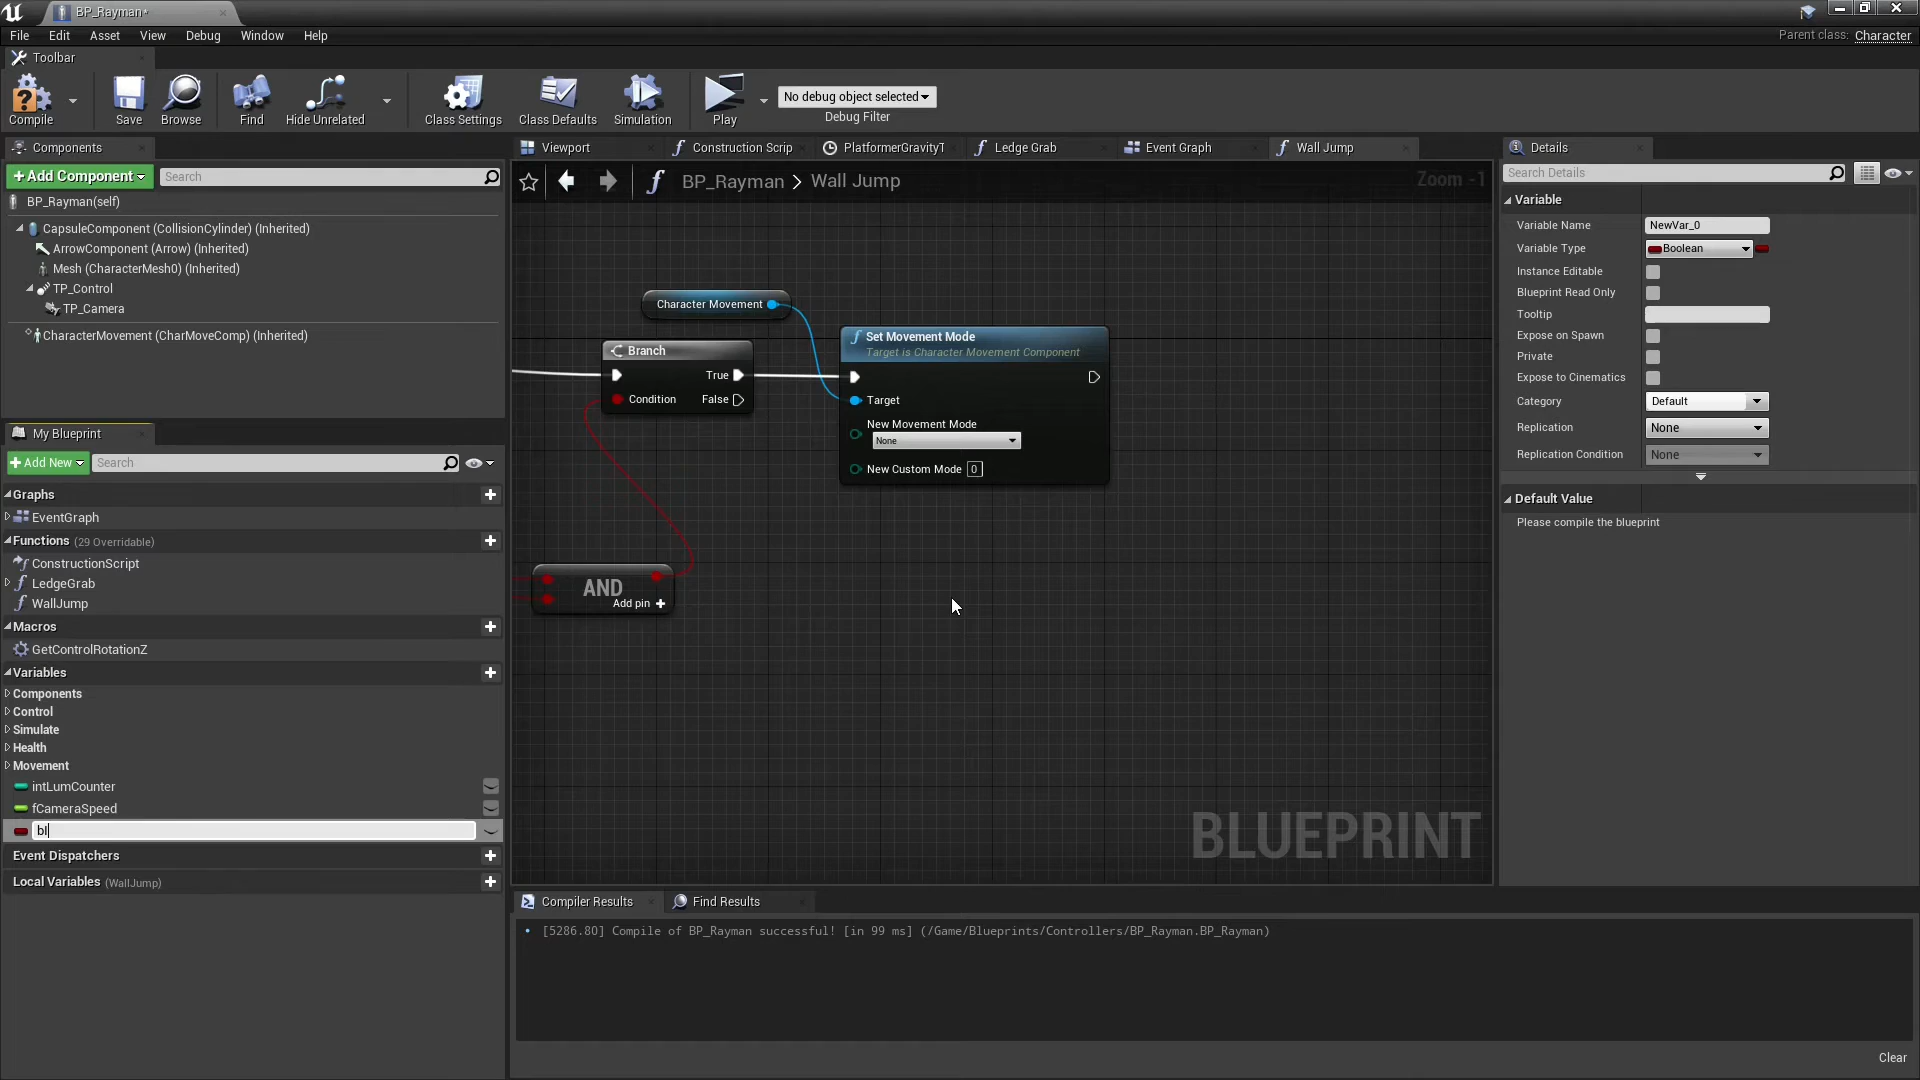 BP_Rayman*
File Edit Asset View Debug Window Help
Parent class: Character
Toolbar
Compile Save Browse Find Hide Unrelated Class Settings Class Defaults Simulation Play
No debug object selected
Debug Filter
Components
+ Add Component
Search
BP_Rayman(self)
CapsuleComponent (CollisionCylinder) (Inherited)
ArrowComponent (Arrow) (Inherited)
Mesh (CharacterMesh0) (Inherited)
TP_Control
TP_Camera
CharacterMovement (CharMoveComp) (Inherited)
My Blueprint
+ Add New
Search
Graphs
EventGraph
Functions (29 Overridable)
ConstructionScript
LedgeGrab
WallJump
Macros
GetControlRotationZ
Variables
Components
Control
Simulate
Health
Movement
intLumCounter
fCameraSpeed
bI
Event Dispatchers
Local Variables (WallJump)
Viewport Construction Scrip PlatformerGravityT Ledge Grab Event Graph Wall Jump
BP_Rayman > Wall Jump
Zoom -1
Character Movement
Branch
True
Condition False
Set Movement Mode
Target is Character Movement Component
Target
New Movement Mode
None
New Custom Mode 0
AND
Add pin +
BLUEPRINT
Compiler Results Find Results
[5286.80] Compile of BP_Rayman successful! [in 99 ms] (/Game/Blueprints/Controllers/BP_Rayman.BP_Rayman)
Clear
Details
Search Details
Variable
Variable Name NewVar_0
Variable Type Boolean
Instance Editable
Blueprint Read Only
Tooltip
Expose on Spawn
Private
Expose to Cinematics
Category Default
Replication None
Replication Condition None
Default Value
Please compile the blueprint